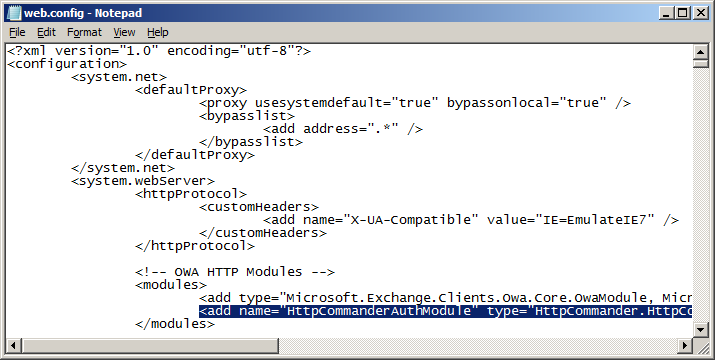 web.config - Notepad
File Edit Format View Help
<?xml version="1.0" encoding="utf-8"?>
<configuration>
<system.net>
<defaultProxy>
<proxy usesystemdefault="true" bypassonlocal="true" />
<bypasslist>
<add address=".*" />
</bypasslist>
</defaultProxy>
</system.net>
<system.webServer>
<httpProtocol>
<customHeaders>
<add name="X-UA-Compatible" value="IE=EmulateIE7" />
</customHeaders>
</httpProtocol>
<!-- OWA HTTP Modules -->
<modules>
<add type="Microsoft.Exchange.Clients.Owa.Core.OwaModule, Micr
<add name="HttpCommanderAuthModule" type="HttpCommander.HttpCo
</modules>